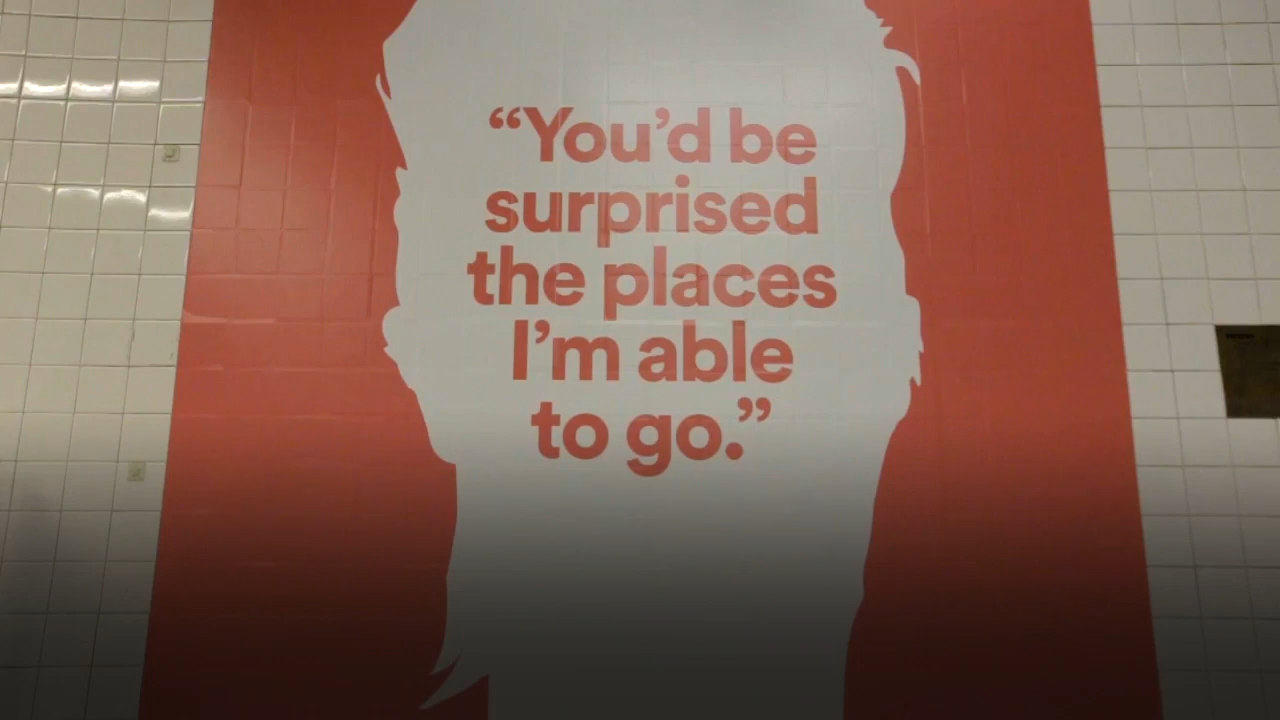 “You’d be
surprised
the places
I’m able
to go.”